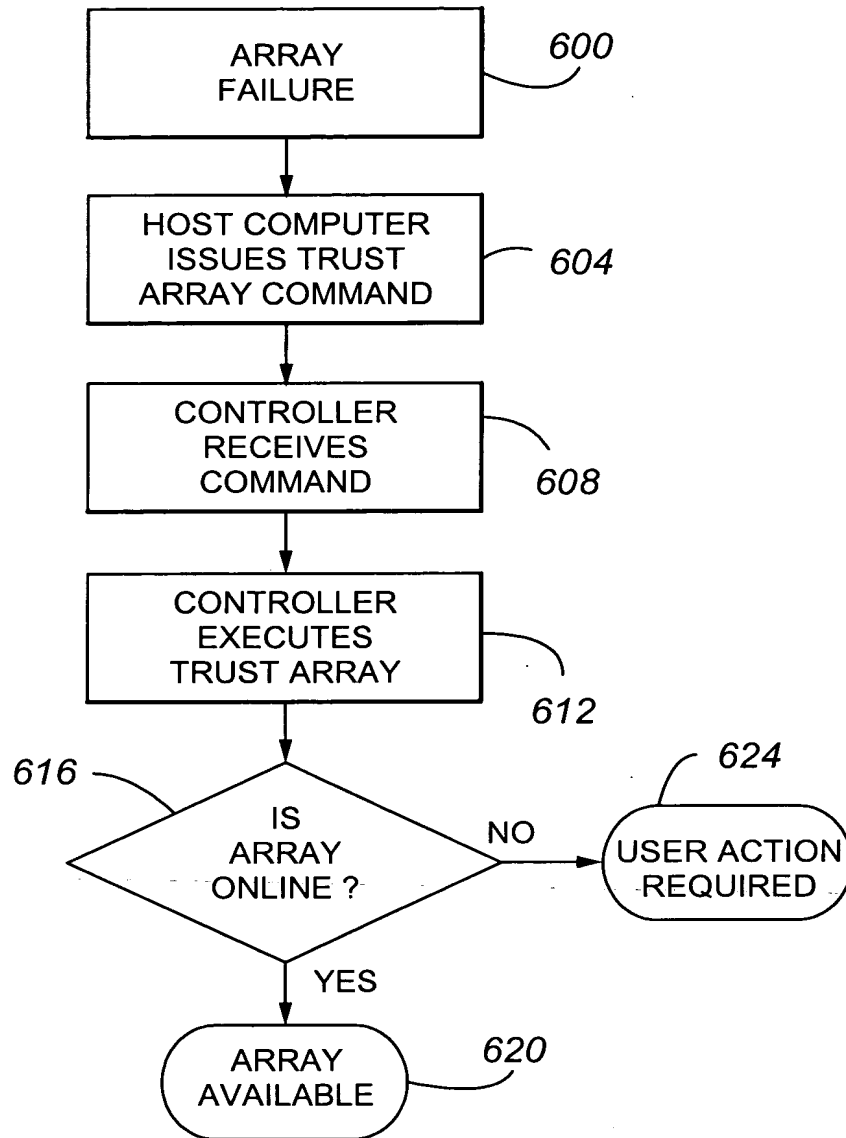 ARRAY
FAILURE
600
HOST COMPUTER
ISSUES TRUST
ARRAY COMMAND
604
CONTROLLER
RECEIVES
COMMAND
608
CONTROLLER
EXECUTES
TRUST ARRAY
612
616
IS
ARRAY
ONLINE ?
NO
624
USER ACTION
REQUIRED
YES
ARRAY
AVAILABLE
620